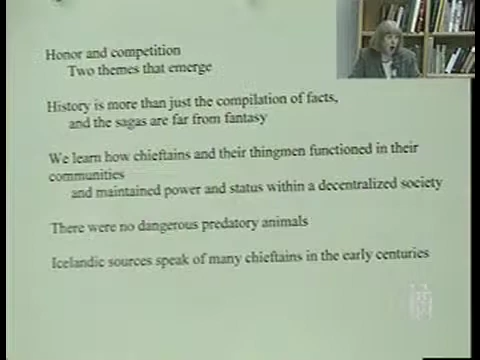 Honor and competition
Two themes that emerge
History is more than just the compilation of facts,
and the sagas are far from fantasy
We learn how chieftains and their thingmen functioned in their
communities
and maintained power and status within a decentralized society
There were no dangerous predatory animals
Icelandic sources speak of many chieftains in the early centuries